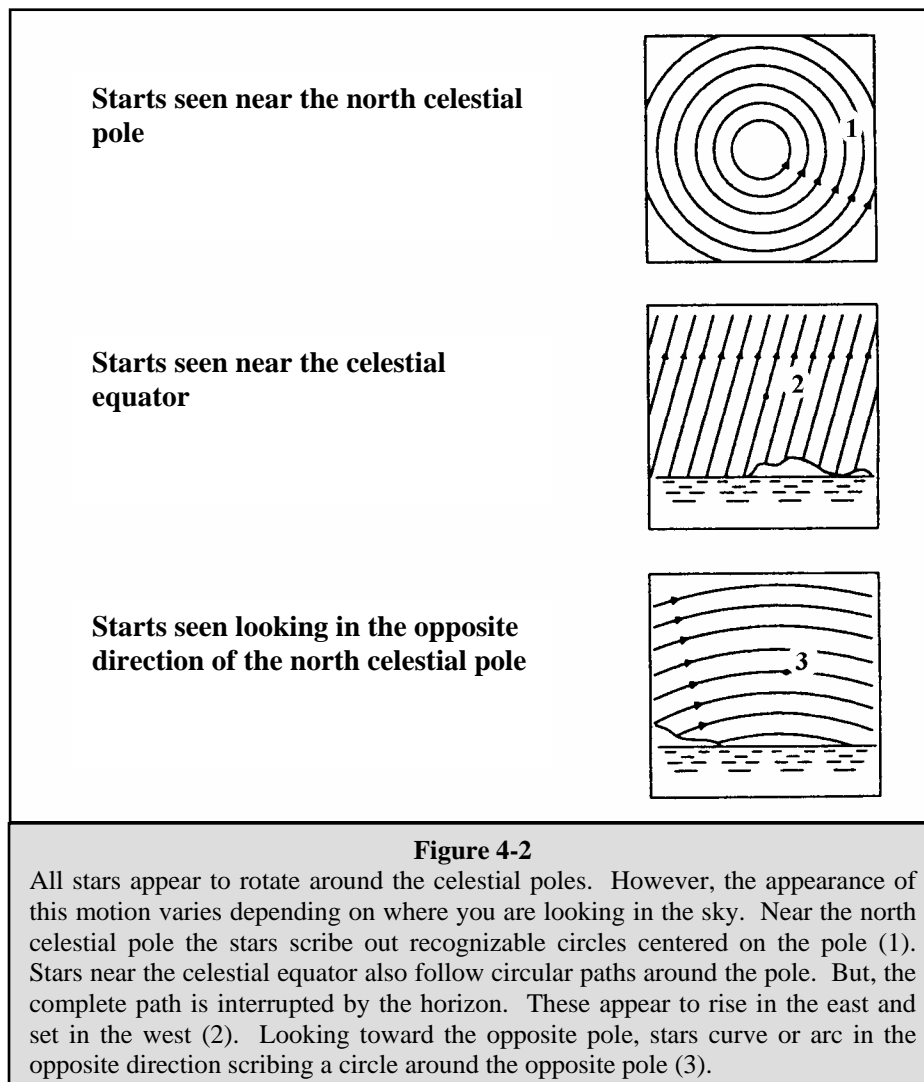 Starts seen near the north celestial
pole
1
Starts seen near the celestial
equator
2
Starts seen looking in the opposite
direction of the north celestial pole
3
Figure 4-2
All stars appear to rotate around the celestial poles. However, the appearance of
this motion varies depending on where you are looking in the sky. Near the north
celestial pole the stars scribe out recognizable circles centered on the pole (1).
Stars near the celestial equator also follow circular paths around the pole. But, the
complete path is interrupted by the horizon. These appear to rise in the east and
set in the west (2). Looking toward the opposite pole, stars curve or arc in the
opposite direction scribing a circle around the opposite pole (3).